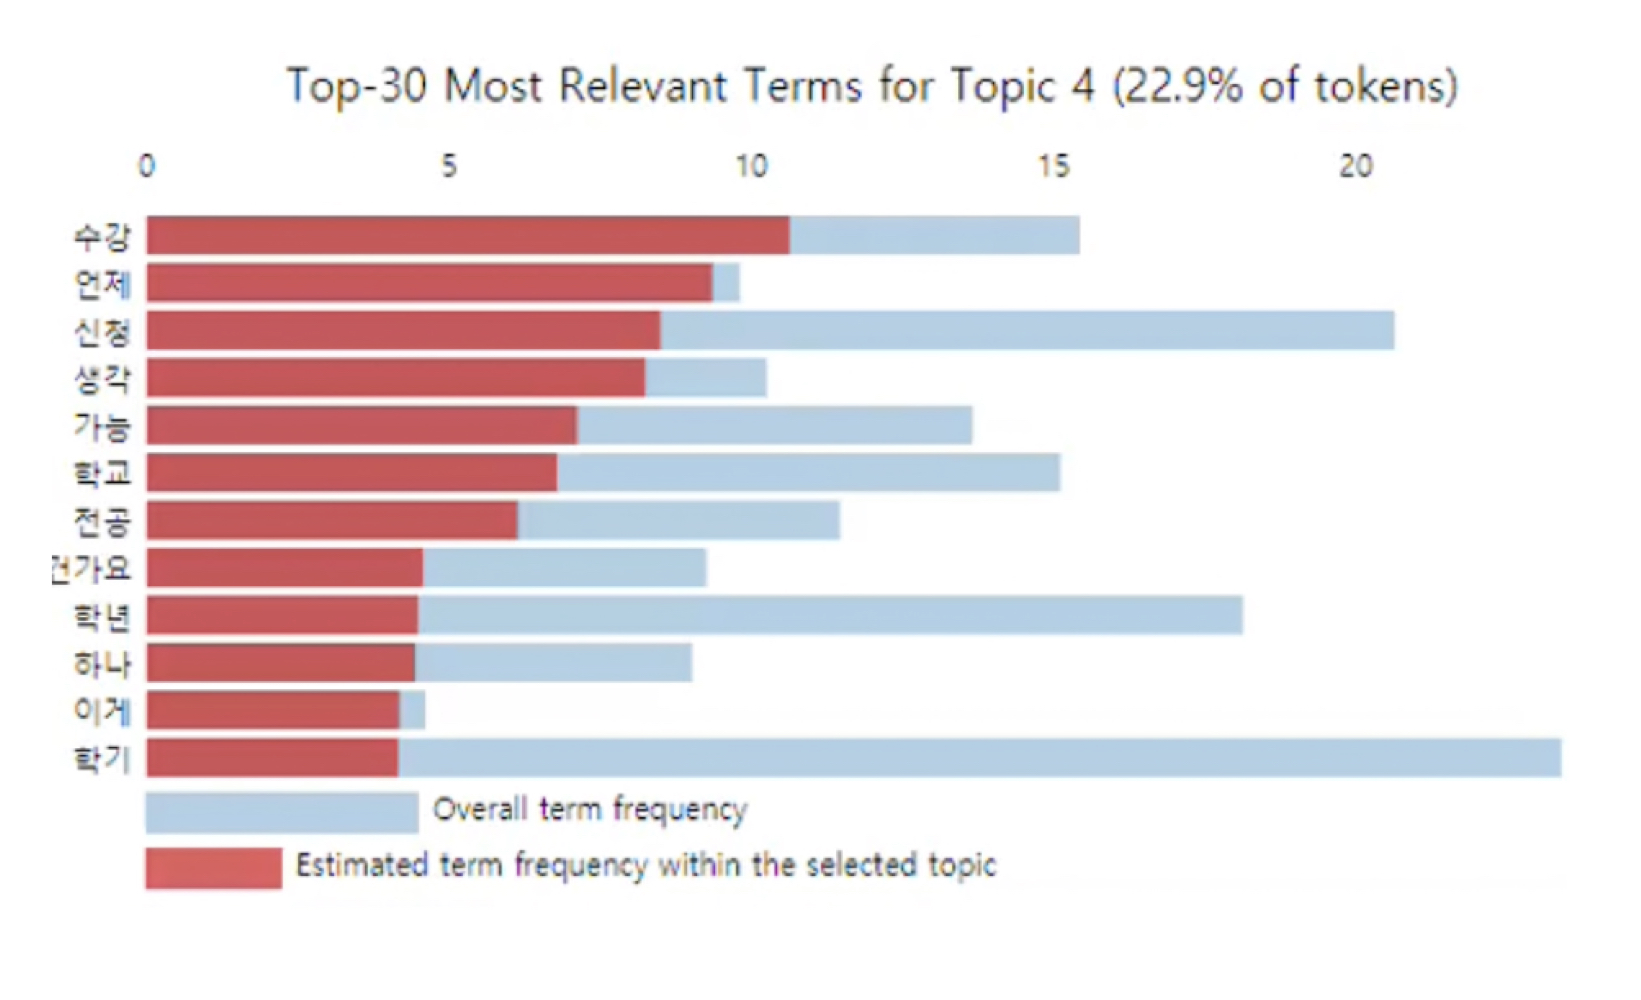 Top-30 Most Relevant Terms for Topic 4 (22.9% of tokens)
0 5 10 15 20
수강
언제
신청
생각
가능
학교
전공
건가요
학년
하나
이게
학기
Overall term frequency
Estimated term frequency within the selected topic